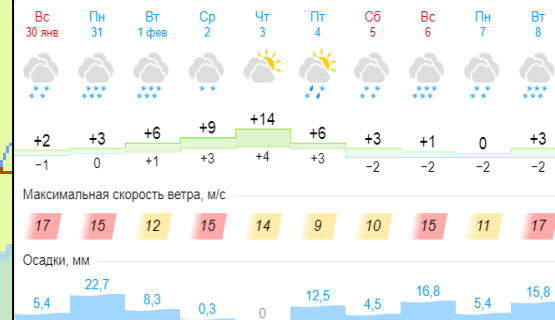 Вс Пн Вт Ср Чт Пт Сб Вс Пн Вт
30 янв 31 1 фев 2 3 4 5 6 7 8
+2 +3 +6 +9 +14 +6 +3 +1 0 +3
−1 0 +1 +3 +4 +3 −2 −2 −2 −2
Максимальная скорость ветра, м/с
17 15 12 15 14 9 10 15 11 17
Осадки, мм
5,4 22,7 8,3 0,3 0 12,5 4,5 16,8 5,4 15,8